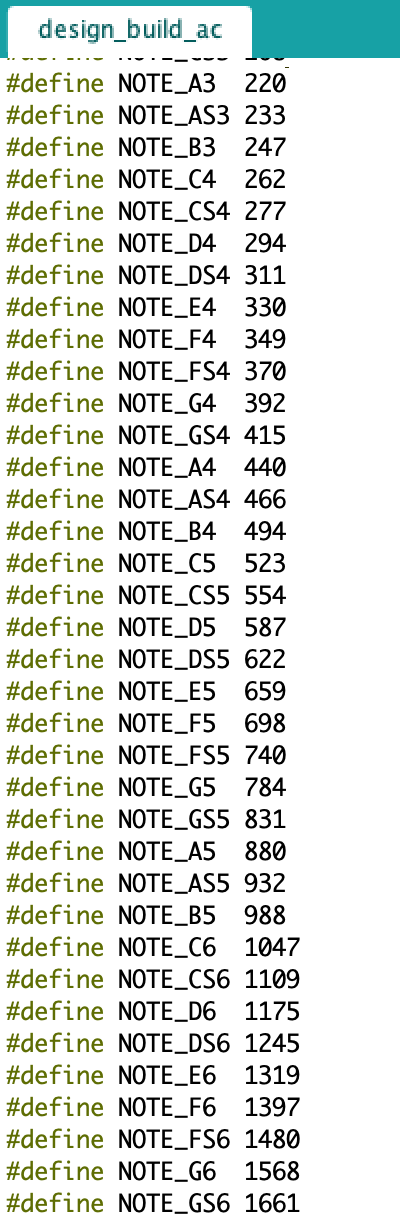 design_build_ac
#define NOTE_A3  220
#define NOTE_AS3 233
#define NOTE_B3  247
#define NOTE_C4  262
#define NOTE_CS4 277
#define NOTE_D4  294
#define NOTE_DS4 311
#define NOTE_E4  330
#define NOTE_F4  349
#define NOTE_FS4 370
#define NOTE_G4  392
#define NOTE_GS4 415
#define NOTE_A4  440
#define NOTE_AS4 466
#define NOTE_B4  494
#define NOTE_C5  523
#define NOTE_CS5 554
#define NOTE_D5  587
#define NOTE_DS5 622
#define NOTE_E5  659
#define NOTE_F5  698
#define NOTE_FS5 740
#define NOTE_G5  784
#define NOTE_GS5 831
#define NOTE_A5  880
#define NOTE_AS5 932
#define NOTE_B5  988
#define NOTE_C6  1047
#define NOTE_CS6 1109
#define NOTE_D6  1175
#define NOTE_DS6 1245
#define NOTE_E6  1319
#define NOTE_F6  1397
#define NOTE_FS6 1480
#define NOTE_G6  1568
#define NOTE_GS6 1661